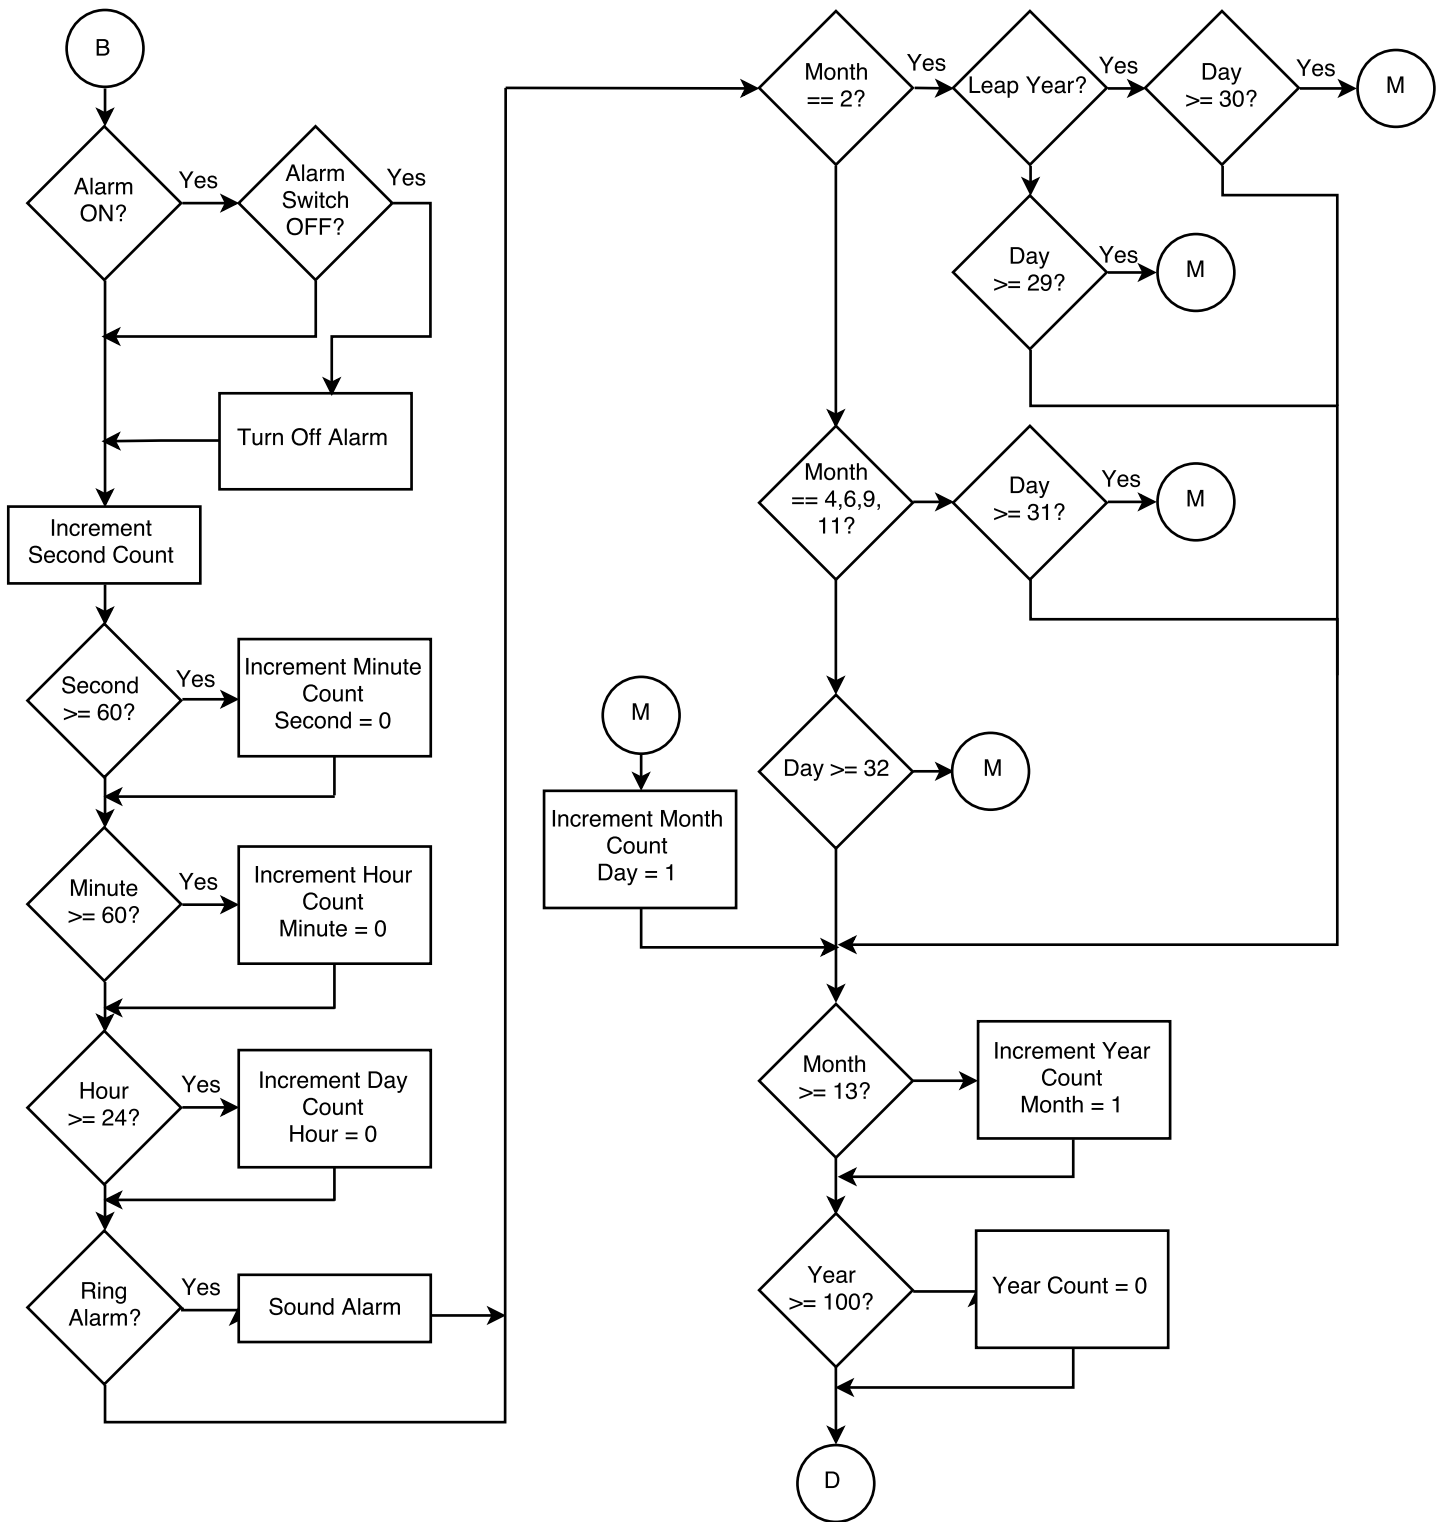 B
Alarm
ON?
Yes
Alarm
Switch
OFF?
Yes
Turn Off Alarm
Increment
Second Count
Second
>= 60?
Yes
Increment Minute
Count
Second = 0
Minute
>= 60?
Yes
Increment Hour
Count
Minute = 0
Hour
>= 24?
Yes
Increment Day
Count
Hour = 0
Ring
Alarm?
Yes
Sound Alarm
Month
== 2?
Yes
Leap Year?
Yes
Day
>= 30?
Yes
M
Day
>= 29?
Yes
M
Month
== 4,6,9,
11?
Day
>= 31?
Yes
M
Day >= 32
M
M
Increment Month
Count
Day = 1
Month
>= 13?
Increment Year
Count
Month = 1
Year
>= 100?
Year Count = 0
D